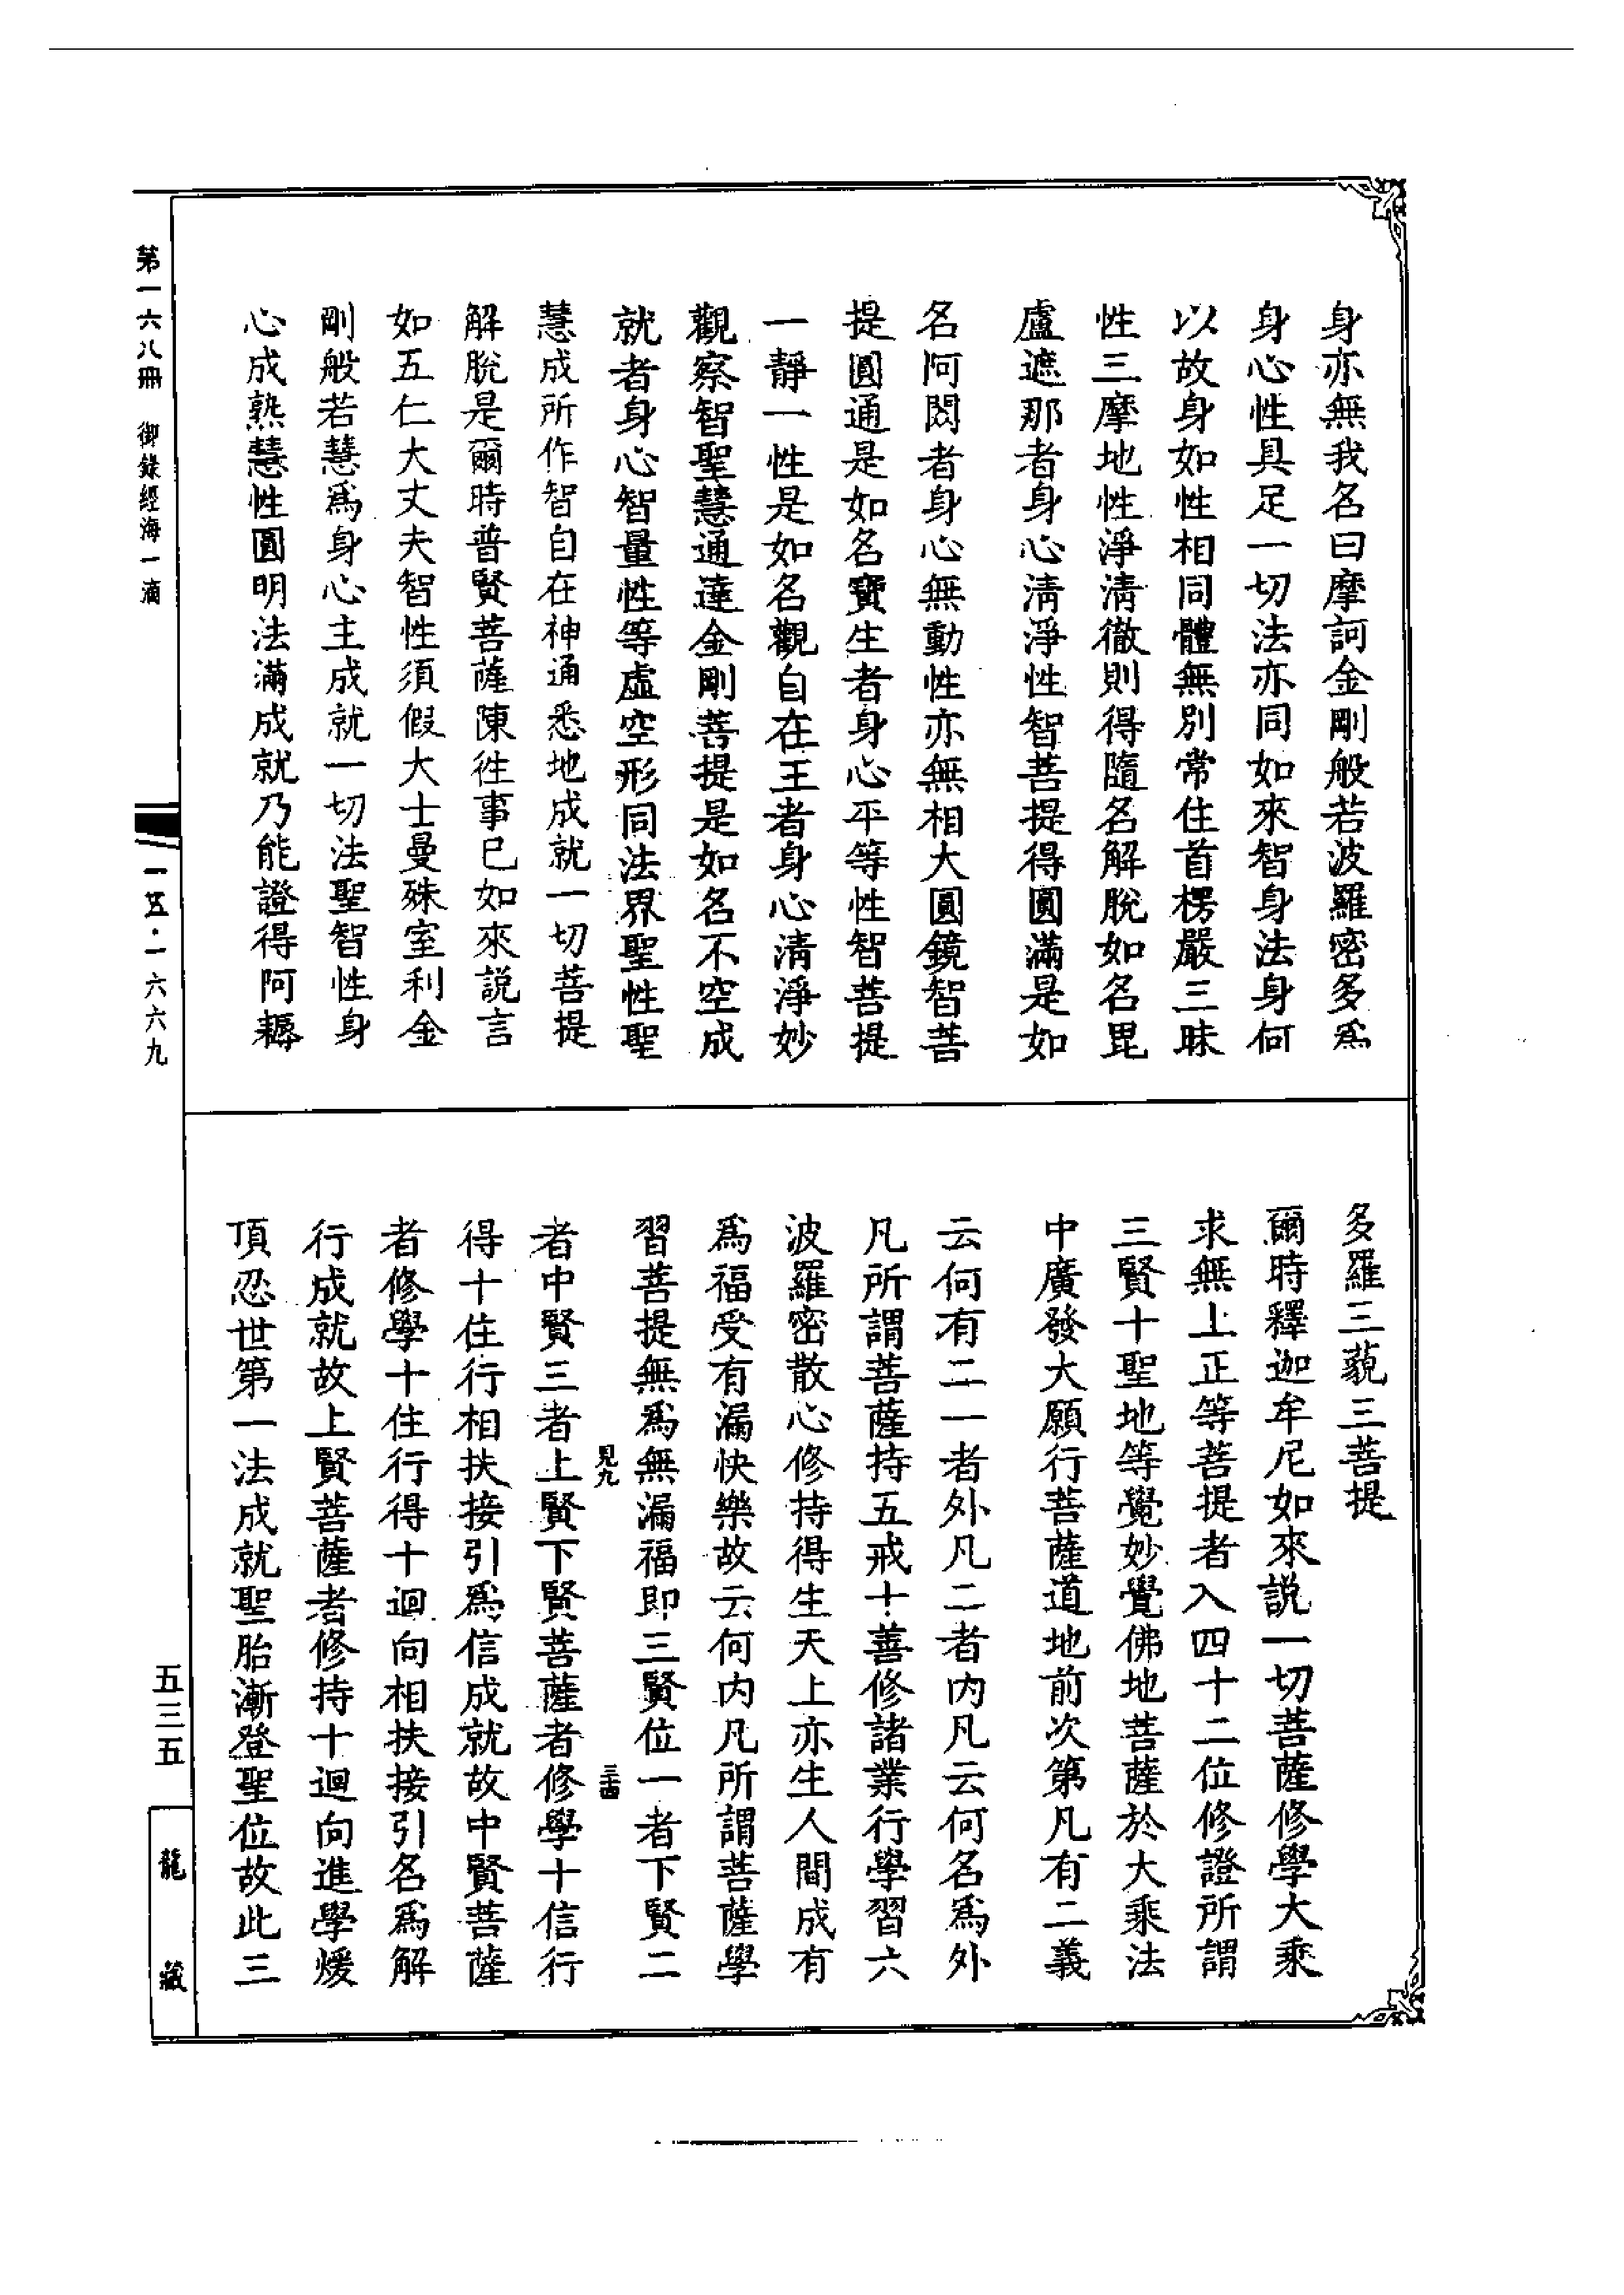 身亦無我名曰摩訶金剛般若波羅密多爲
身心性具足一切法亦同如來智身法身何
以故身如性相同體無別常住首楞嚴三昧
性三摩地性淨清徹則得隨名解脫如名毘
盧遮那者身心清淨性智菩提得圓滿是如
名阿閦者身心無動性亦無相大圓鏡智菩
提圓通是如名寶生者身心平等性智菩提
一靜一性是如名觀自在王者身心清淨妙
觀察智聖慧通達金剛菩提是如名不空成
就者身心智量性等虛空形同法界聖性聖
慧成所作智自在神通悉地成就一切菩提
解脫是爾時普賢菩薩陳徃事已如來説言
如五仁大丈夫智性須假大士曼殊室利金
剛般若慧爲身心主成就一切法聖智性身
心成熟慧性圓明法滿成就乃能證得阿耨
多羅三藐三菩提
爾時釋迦牟尼如來説一切菩薩修學大乘
求無上正等菩提者入四十二位修證所謂
三賢十聖地等覺妙覺佛地菩薩於大乘法
中廣發大願行菩薩道地前次第凡有二義
云何有二一者外凡二者内凡云何名爲外
凡所謂菩薩持五戒十善修諸業行學習六
波羅密散心修持得生天上亦生人間成有
爲福受有漏快樂故云何内凡所謂菩薩學
習菩提無爲無漏福即三賢位一者下賢二
見九
三十四
者中賢三者上賢下賢菩薩者修學十信行
得十住行相扶接引爲信成就故中賢菩薩
者修學十住行得十迴向相扶接引名爲解
行成就故上賢菩薩者修持十迴向進學煖
頂忍世第一法成就聖胎漸登聖位故此三
第一六八冊 御錄經海一滴
一五·一六六九
五三五
龍藏